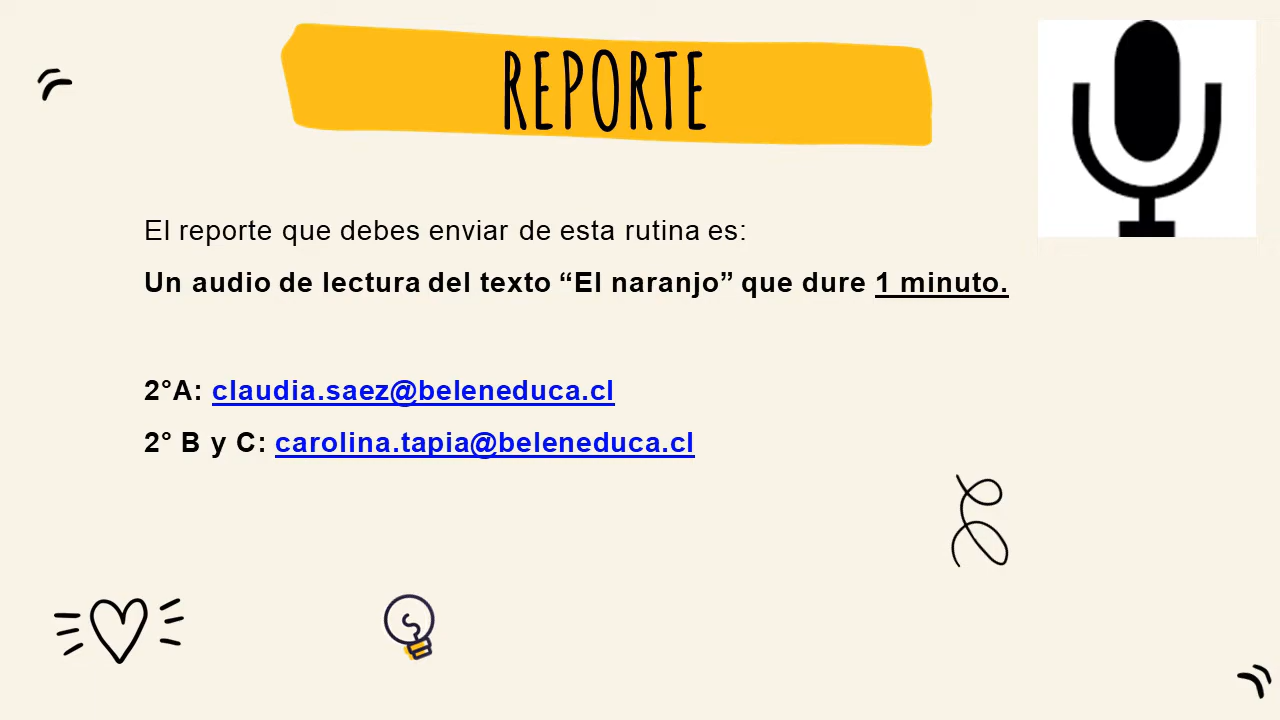 REPORTE
El reporte que debes enviar de esta rutina es:
Un audio de lectura del texto “El naranjo” que dure 1 minuto.
2°A: claudia.saez@beleneduca.cl
2° B y C: carolina.tapia@beleneduca.cl